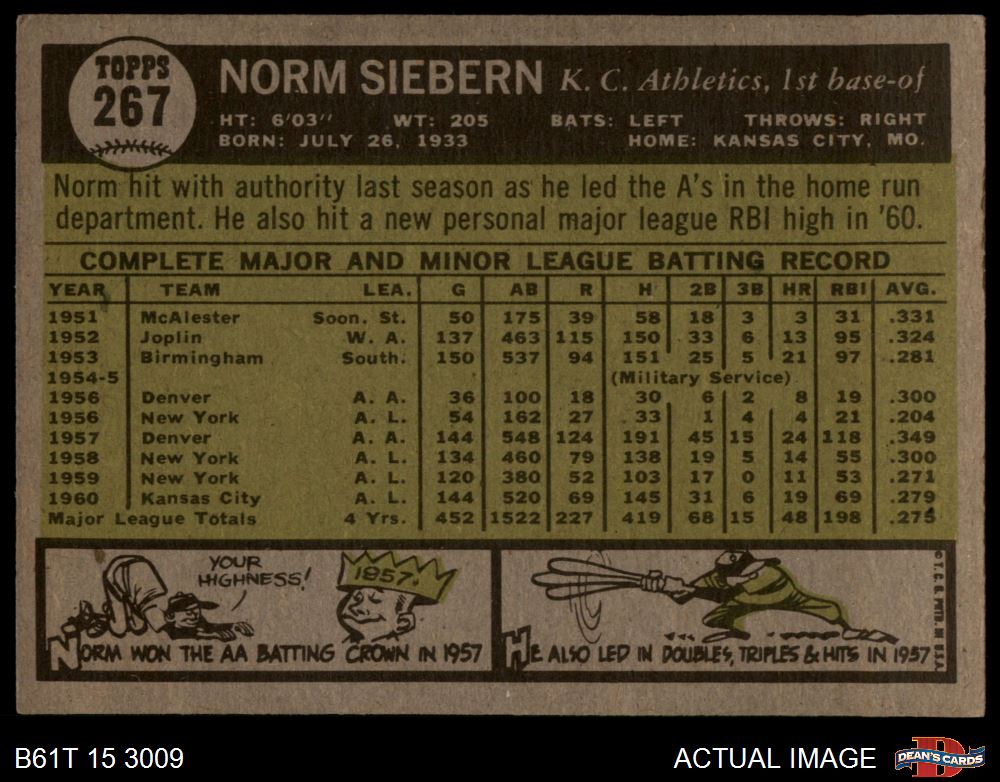 TOPPS
267
NORM SIEBERN K. C. Athletics, 1st base-of
HT: 6'03'' WT: 205 BATS: LEFT THROWS: RIGHT
BORN: JULY 26, 1933 HOME: KANSAS CITY, MO.
Norm hit with authority last season as he led the A's in the home run
department. He also hit a new personal major league RBI high in '60.
COMPLETE MAJOR AND MINOR LEAGUE BATTING RECORD
YEAR TEAM LEA. G AB R H 2B 3B HR RBI AVG.
1951 McAlester Soon. St. 50 175 39 58 18 3 3 31 .331
1952 Joplin W. A. 137 463 115 150 33 6 13 95 .324
1953 Birmingham South. 150 537 94 151 25 5 21 97 .281
1954-5 (Military Service)
1956 Denver A. A. 36 100 18 30 6 2 8 19 .300
1956 New York A. L. 54 162 27 33 1 4 4 21 .204
1957 Denver A. A. 144 548 124 191 45 15 24 118 .349
1958 New York A. L. 134 460 79 138 19 5 14 55 .300
1959 New York A. L. 120 380 52 103 17 0 11 53 .271
1960 Kansas City A. L. 144 520 69 145 31 6 19 69 .279
Major League Totals 4 Yrs. 452 1522 227 419 68 15 48 198 .275
YOUR
HIGHNESS!
1957.
NORM WON THE AA BATTING CROWN IN 1957
HE ALSO LED IN DOUBLES, TRIPLES & HITS IN 1957
© T. C. G. PRTD. IN U.S.A.
B61T 15 3009
ACTUAL IMAGE
D
DEAN'S CARDS